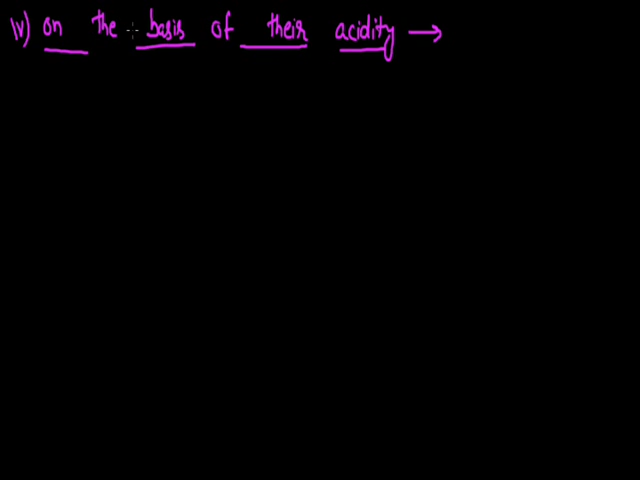 iv) on the basis of their acidity →